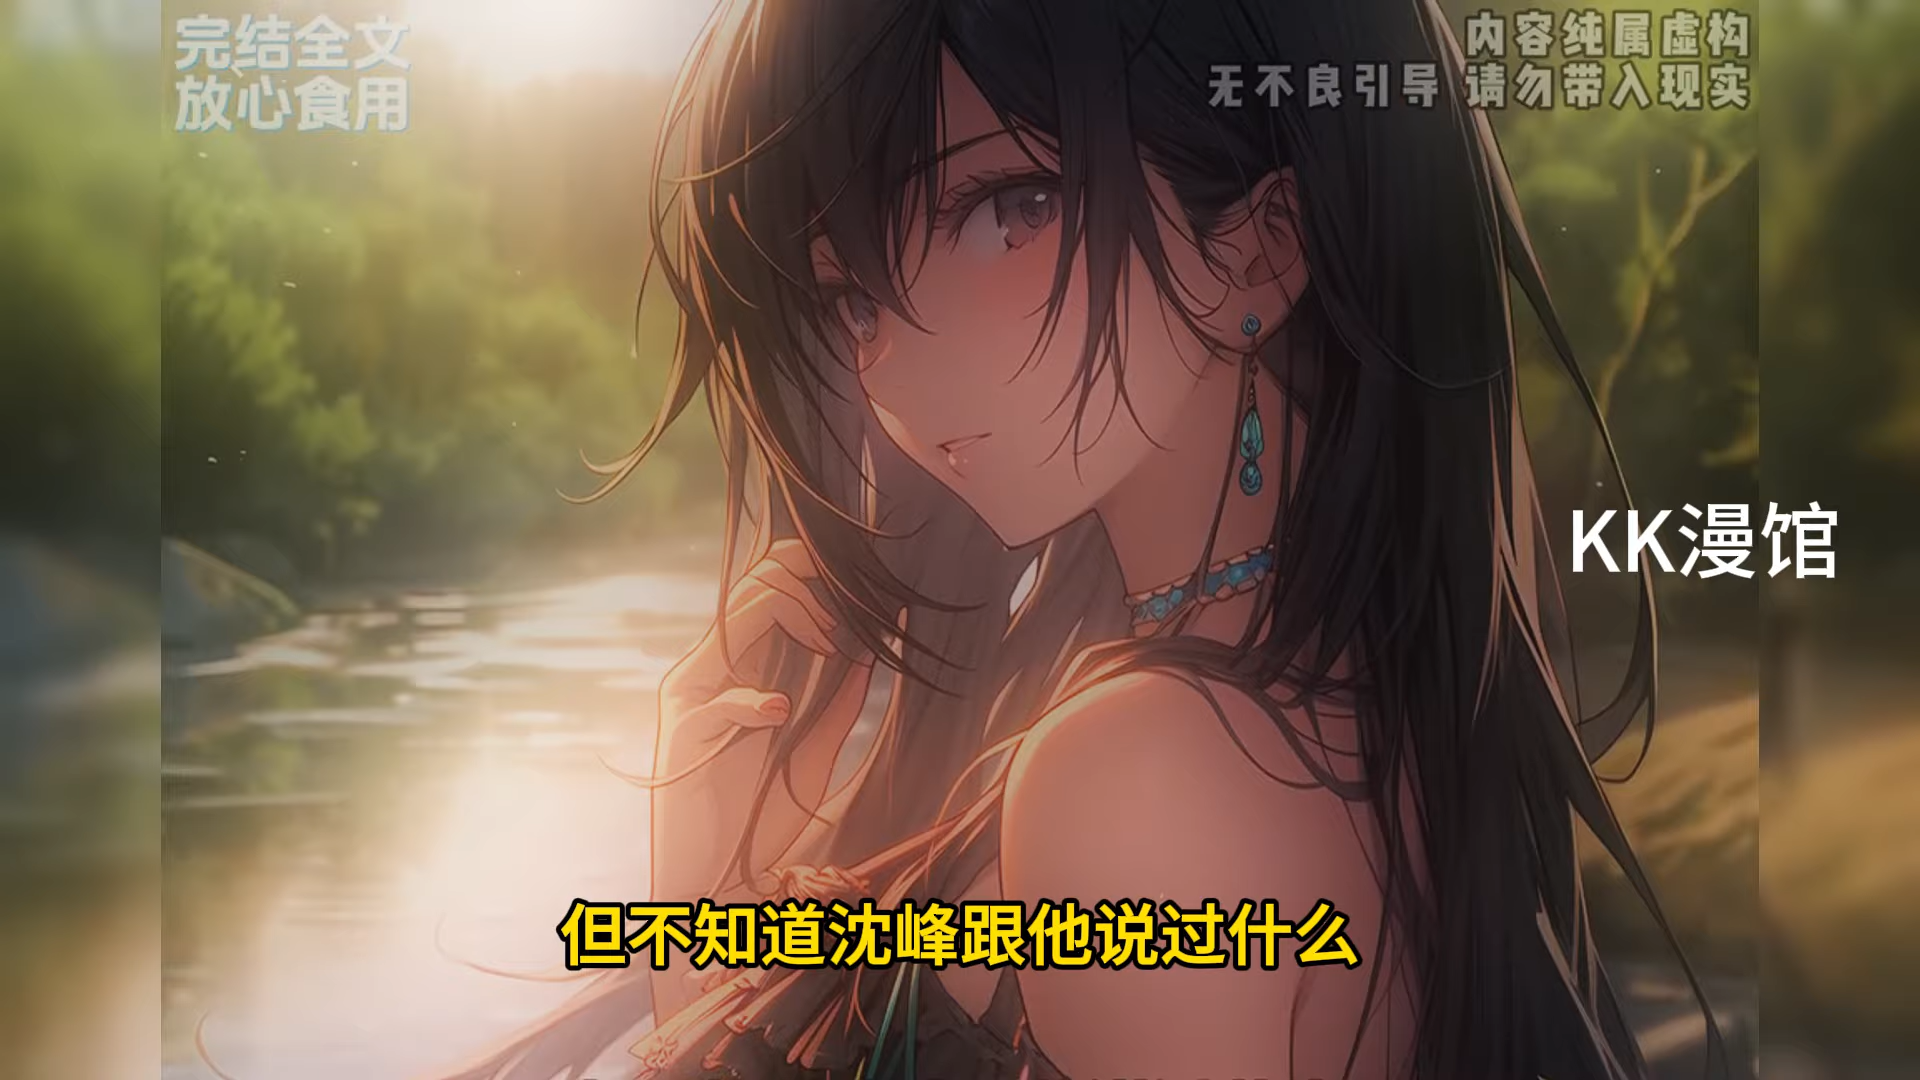 完结全文
放心食用
内容纯属虚构
无不良引导 请勿带入现实
KK漫馆
但不知道沈峰跟他说过什么